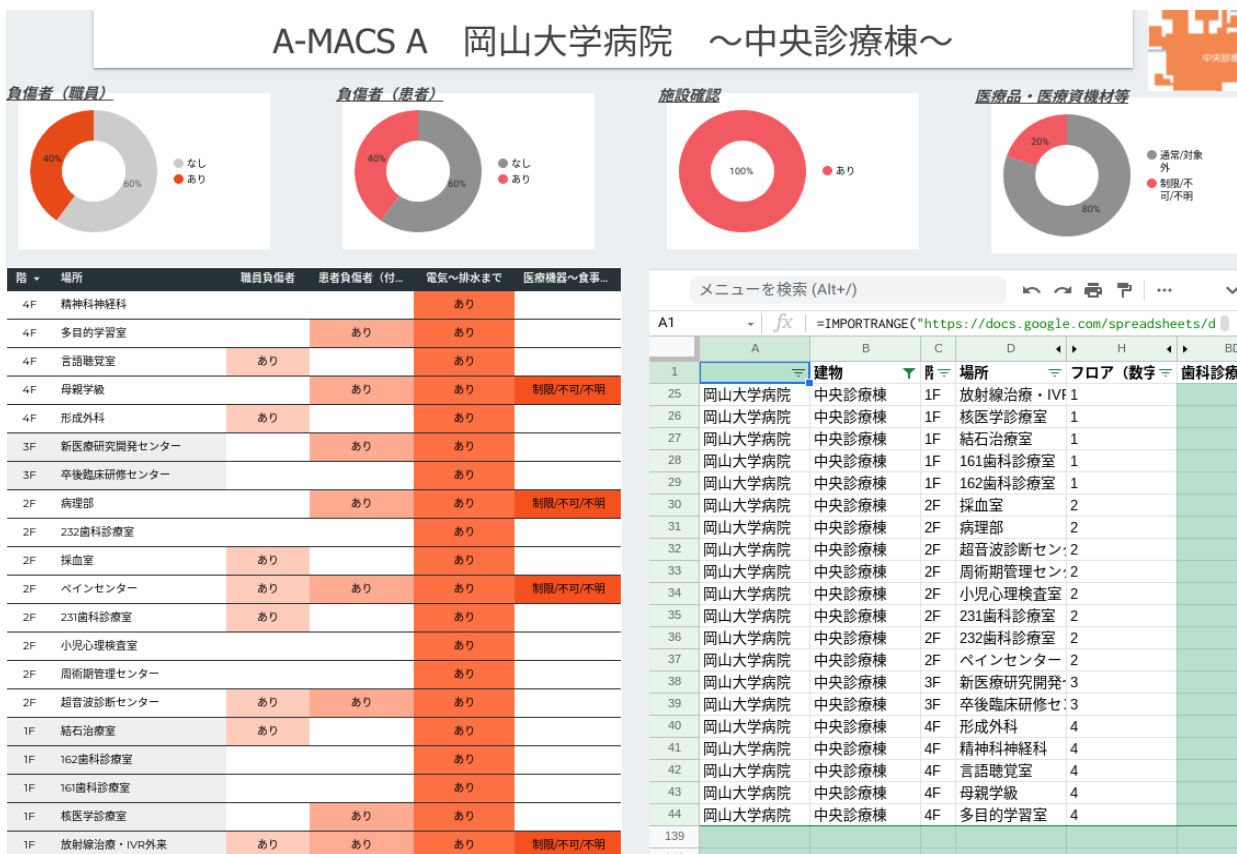 A-MACS A 岡山大学病院 〜中央診療棟〜
中央診療
負傷者（職員）
40%
60%
なし
あり
負傷者（患者）
40%
60%
なし
あり
施設確認
100%
あり
医療品・医療資機材等
20%
80%
通常/対象
外
制限/不
可/不明
階 場所 職員負傷者 患者負傷者（付... 電気〜排水まで 医療機器〜食事...
4F 精神科神経科 あり
4F 多目的学習室 あり あり
4F 言語聴覚室 あり あり
4F 母親学級 あり あり 制限/不可/不明
4F 形成外科 あり あり
3F 新医療研究開発センター あり あり
3F 卒後臨床研修センター あり
2F 病理部 あり あり 制限/不可/不明
2F 232歯科診療室 あり
2F 採血室 あり あり
2F ペインセンター あり あり あり 制限/不可/不明
2F 231歯科診療室 あり あり
2F 小児心理検査室 あり
2F 周術期管理センター あり
2F 超音波診断センター あり あり あり
1F 結石治療室 あり あり
1F 162歯科診療室 あり
1F 161歯科診療室 あり
1F 核医学診療室 あり あり
1F 放射線治療・IVR外来 あり あり あり 制限/不可/不明
メニューを検索 (Alt+/)
A1 fx =IMPORTRANGE("https://docs.google.com/spreadsheets/d
A B C D H BD
1 建物 場所 フロア（数字 歯科診療
25 岡山大学病院 中央診療棟 1F 放射線治療・IVF 1
26 岡山大学病院 中央診療棟 1F 核医学診療室 1
27 岡山大学病院 中央診療棟 1F 結石治療室 1
28 岡山大学病院 中央診療棟 1F 161歯科診療室 1
29 岡山大学病院 中央診療棟 1F 162歯科診療室 1
30 岡山大学病院 中央診療棟 2F 採血室 2
31 岡山大学病院 中央診療棟 2F 病理部 2
32 岡山大学病院 中央診療棟 2F 超音波診断セン 2
33 岡山大学病院 中央診療棟 2F 周術期管理セン 2
34 岡山大学病院 中央診療棟 2F 小児心理検査室 2
35 岡山大学病院 中央診療棟 2F 231歯科診療室 2
36 岡山大学病院 中央診療棟 2F 232歯科診療室 2
37 岡山大学病院 中央診療棟 2F ペインセンター 2
38 岡山大学病院 中央診療棟 3F 新医療研究開発 3
39 岡山大学病院 中央診療棟 3F 卒後臨床研修セ 3
40 岡山大学病院 中央診療棟 4F 形成外科 4
41 岡山大学病院 中央診療棟 4F 精神科神経科 4
42 岡山大学病院 中央診療棟 4F 言語聴覚室 4
43 岡山大学病院 中央診療棟 4F 母親学級 4
44 岡山大学病院 中央診療棟 4F 多目的学習室 4
139